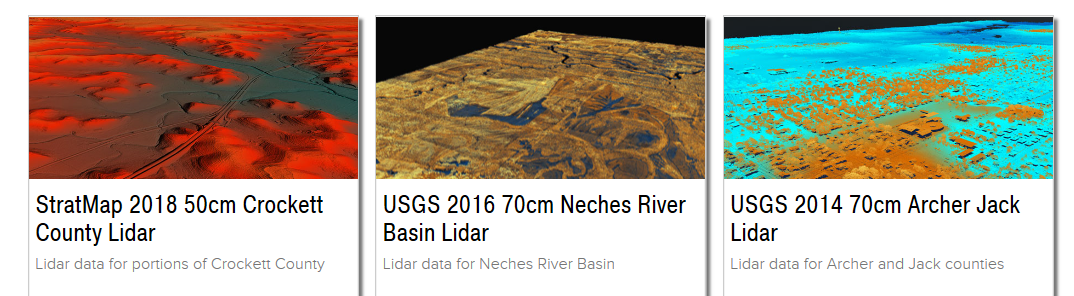 StratMap 2018 50cm Crockett
County Lidar
Lidar data for portions of Crockett County
USGS 2016 70cm Neches River
Basin Lidar
Lidar data for Neches River Basin
USGS 2014 70cm Archer Jack
Lidar
Lidar data for Archer and Jack counties